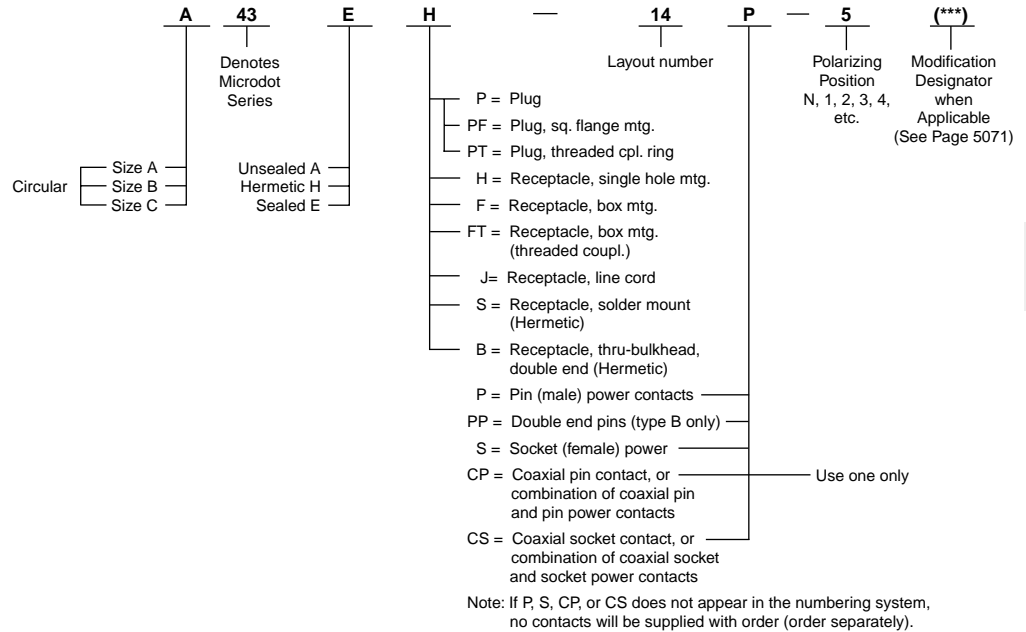 A 43 E H — 14 P — 5 (***)
Denotes
Microdot
Series
Layout number
Polarizing
Position
N, 1, 2, 3, 4,
etc.
Modification
Designator
when
Applicable
(See Page 5071)
Circular
Size A
Size B
Size C
Unsealed A
Hermetic H
Sealed E
P = Plug
PF = Plug, sq. flange mtg.
PT = Plug, threaded cpl. ring
H = Receptacle, single hole mtg.
F = Receptacle, box mtg.
FT = Receptacle, box mtg.
(threaded coupl.)
J= Receptacle, line cord
S = Receptacle, solder mount
(Hermetic)
B = Receptacle, thru-bulkhead,
double end (Hermetic)
P = Pin (male) power contacts
PP = Double end pins (type B only)
S = Socket (female) power
CP = Coaxial pin contact, or
combination of coaxial pin
and pin power contacts
Use one only
CS = Coaxial socket contact, or
combination of coaxial socket
and socket power contacts
Note: If P, S, CP, or CS does not appear in the numbering system,
no contacts will be supplied with order (order separately).